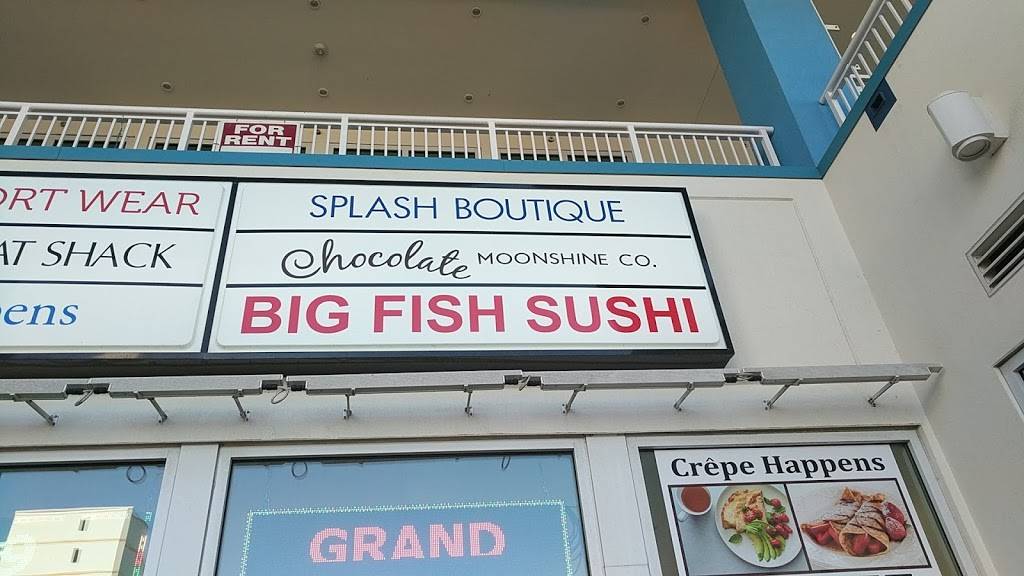 FOR
RENT
ORT WEAR
AT SHACK
pens
SPLASH BOUTIQUE
Chocolate MOONSHINE CO.
BIG FISH SUSHI
Crêpe Happens
GRAND